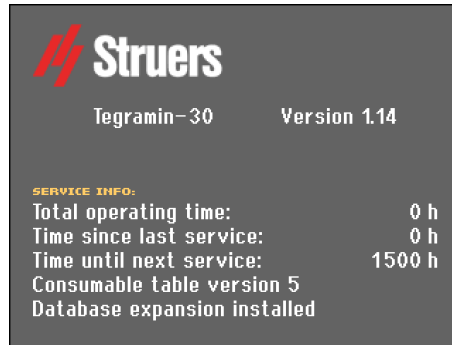 Struers
Tegramin-30 Version 1.14
SERVICE INFO:
Total operating time: 0 h
Time since last service: 0 h
Time until next service: 1500 h
Consumable table version 5
Database expansion installed